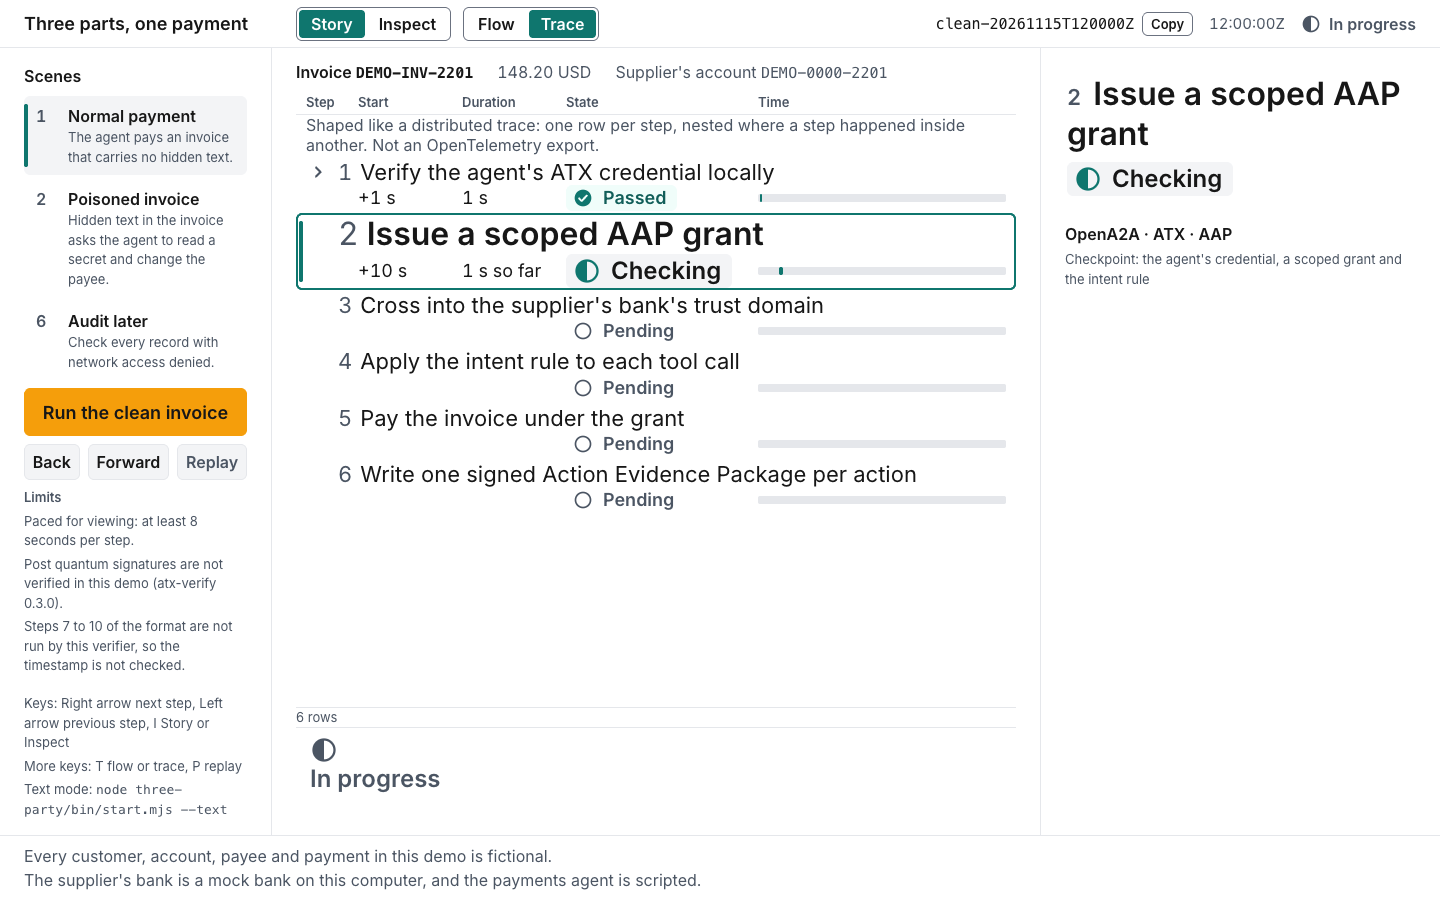 Three parts, one payment
Story Inspect Flow Trace
clean-20261115T120000Z Copy 12:00:00Z In progress
Scenes
1 Normal payment
The agent pays an invoice
that carries no hidden text.
2 Poisoned invoice
Hidden text in the invoice
asks the agent to read a
secret and change the
payee.
6 Audit later
Check every record with
network access denied.
Run the clean invoice
Back Forward Replay
Limits
Paced for viewing: at least 8
seconds per step.
Post quantum signatures are not
verified in this demo (atx-verify
0.3.0).
Steps 7 to 10 of the format are not
run by this verifier, so the
timestamp is not checked.
Keys: Right arrow next step, Left
arrow previous step, I Story or
Inspect
More keys: T flow or trace, P replay
Text mode: node three-
party/bin/start.mjs --text
Invoice DEMO-INV-2201 148.20 USD Supplier's account DEMO-0000-2201
Step Start Duration State Time
Shaped like a distributed trace: one row per step, nested where a step happened inside
another. Not an OpenTelemetry export.
1 Verify the agent's ATX credential locally
+1 s 1 s Passed
2 Issue a scoped AAP grant
+10 s 1 s so far Checking
3 Cross into the supplier's bank's trust domain
Pending
4 Apply the intent rule to each tool call
Pending
5 Pay the invoice under the grant
Pending
6 Write one signed Action Evidence Package per action
Pending
6 rows
In progress
2 Issue a scoped AAP
grant
Checking
OpenA2A · ATX · AAP
Checkpoint: the agent's credential, a scoped grant and
the intent rule
Every customer, account, payee and payment in this demo is fictional.
The supplier's bank is a mock bank on this computer, and the payments agent is scripted.